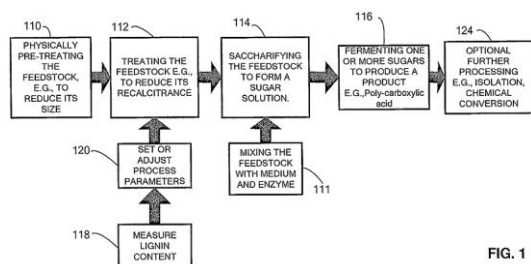 110
PHYSICALLY
PRE-TREATING
THE
FEEDSTOCK,
E.G., TO
REDUCE ITS
SIZE
112
TREATING THE
FEEDSTOCK E.G.,
TO REDUCE ITS
RECALCITRANCE
114
SACCHARIFYING
THE FEEDSTOCK
TO FORM A
SUGAR
SOLUTION.
116
FERMENTING ONE
OR MORE SUGARS
TO PRODUCE A
PRODUCT
E.G.,Poly-carboxylic
acid
124
OPTIONAL
FURTHER
PROCESSING
E.G., ISOLATION,
CHEMICAL
CONVERSION
120
SET OR
ADJUST
PROCESS
PARAMETERS
MIXING THE
FEEDSTOCK
WITH MEDIUM
AND ENZYME
111
118
MEASURE
LIGNIN
CONTENT
FIG. 1